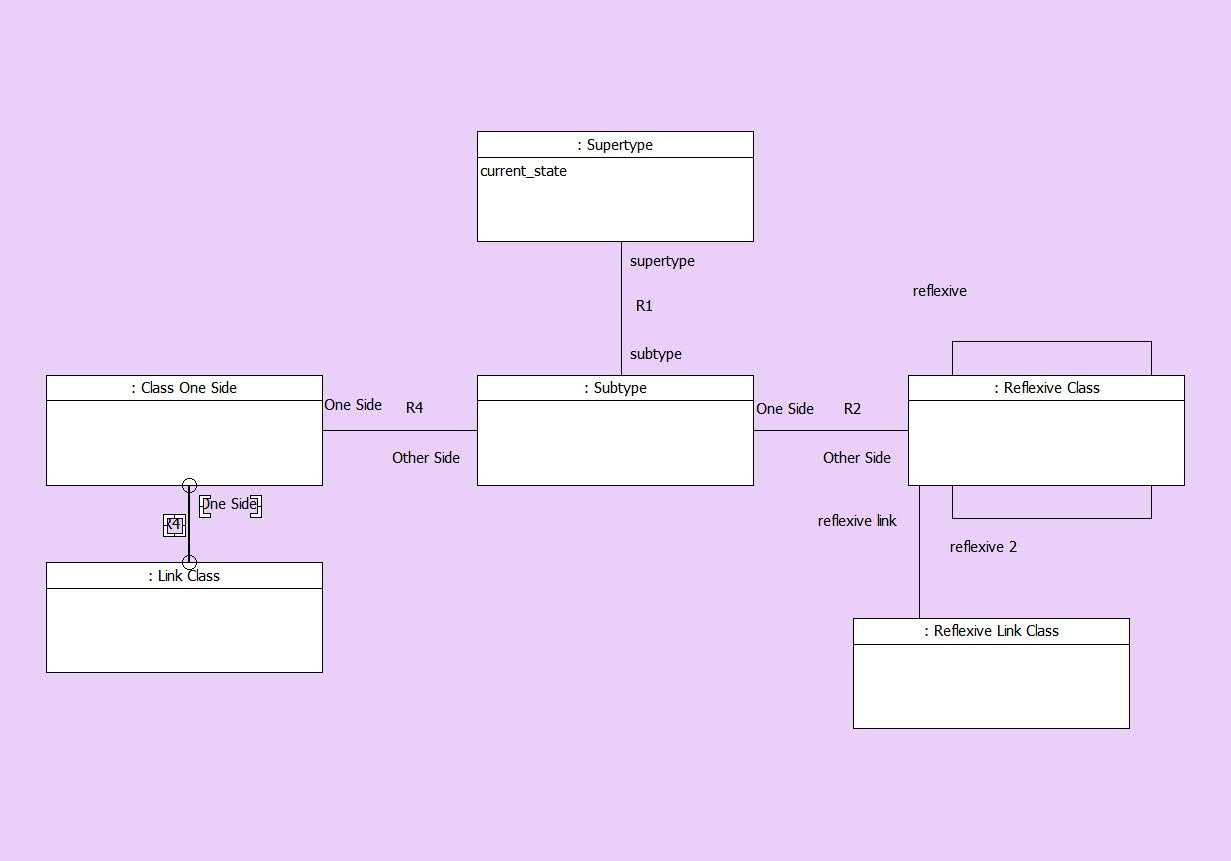 : Supertype
current_state
supertype
R1
subtype
reflexive
: Class One Side
One Side
R4
Other Side
: Subtype
One Side
R2
Other Side
: Reflexive Class
One Side
R4
reflexive link
reflexive 2
: Link Class
: Reflexive Link Class